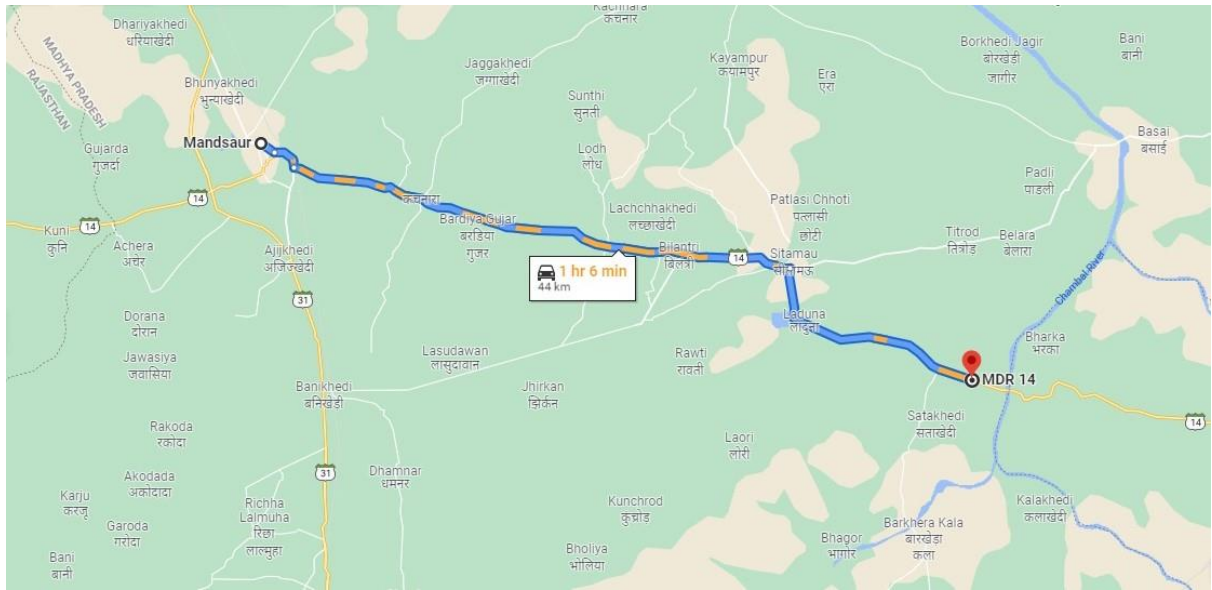 Kachnara
कचनार
Dhariyakhedi
धरियाखेदी
MADHYA PRADESH
RAJASTHAN
Bhunyakhedi
भुन्याखेदी
Jaggakhedi
जग्गाखेदी
Kayampur
कयामपुर
Era
एरा
Borkhedi Jagir
बोरखेडी
जागीर
Bani
बानी
Sunthi
सुनती
Basai
बसाई
Mandsaur
Gujarda
गुजर्दा
Lodh
लोध
Padli
पाडली
14
कचनारा
Patlasi Chhoti
पत्लासी
छोटी
Lachchhakhedi
लच्छाखेदी
Bardiya Gujar
बरडिया
गुजर
14
Kuni
कुनि
Achera
अचेर
Ajijkhedi
अजिज्खेदी
Titrod
तित्रोड़
Belara
बेलारा
Bilantri
बिलंत्री
14
Sitamau
सीतामऊ
1 hr 6 min
44 km
Chambal River
31
Dorana
दोरान
Laduna
लादुना
Bharka
भरका
Jawasiya
जवासिया
Lasudawan
लासुदावान
Rawti
रावती
MDR 14
Banikhedi
बनिखेड़ी
Jhirkan
झिर्कन
Satakhedi
सताखेदी
14
Rakoda
रकोदा
Laori
लोरी
31
Dhamnar
धमनर
Akodada
अकोदादा
Karju
करजू
Richha
Lalmuha
रिछा
लाल्मुहा
Kunchrod
कुन्चोड़
Kalakhedi
कलाखेदी
Garoda
गरोदा
Barkhera Kala
बारखेडा
कला
Bhagor
भागोर
Bani
बानी
Bholiya
भोलिया